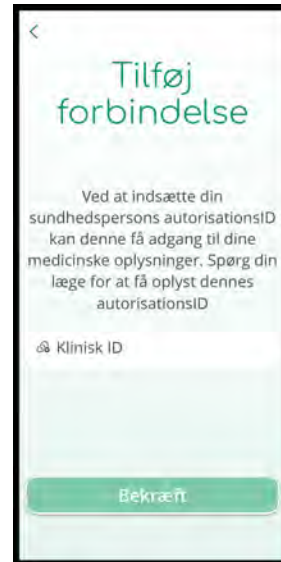 Tilføj
forbindelse
Ved at indsætte din
sundhedspersons autorisationsID
kan denne få adgang til dine
medicinske oplysninger. Spørg din
læge for at få oplyst dennes
autorisationsID
Klinisk ID
Bekræft